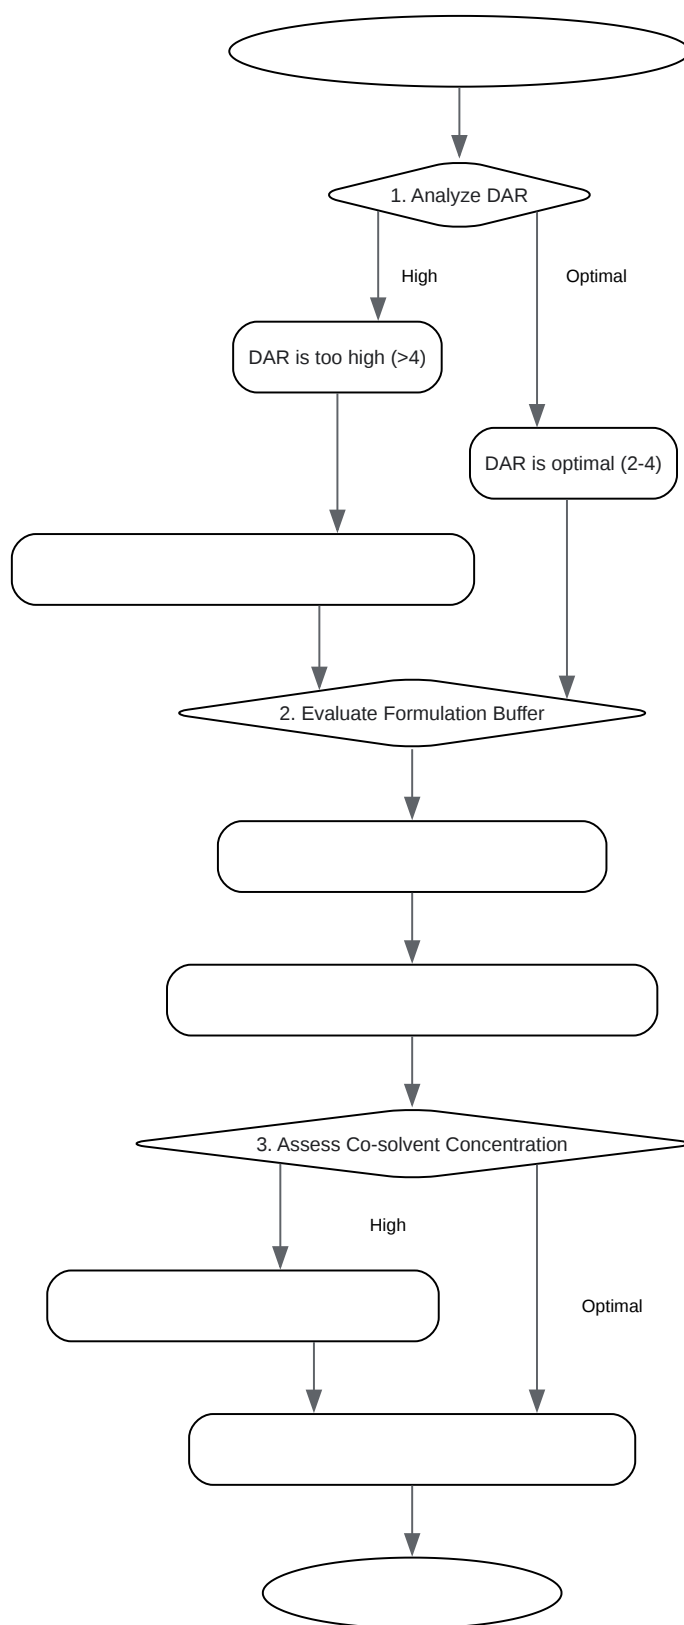 1. Analyze DAR
High
Optimal
DAR is too high (>4)
DAR is optimal (2-4)
2. Evaluate Formulation Buffer
3. Assess Co-solvent Concentration
High
Optimal